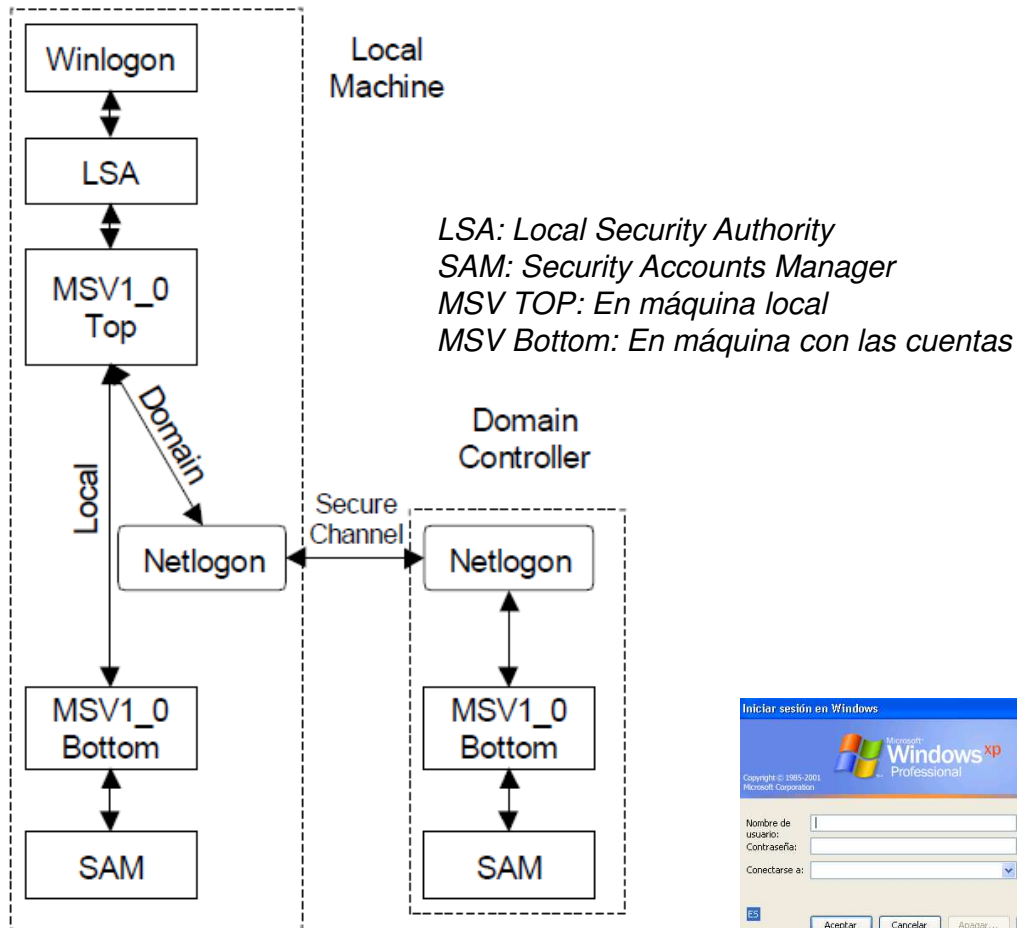 Winlogon
Local
Machine
LSA
MSV1_0
Top
LSA: Local Security Authority
SAM: Security Accounts Manager
MSV TOP: En máquina local
MSV Bottom: En máquina con las cuentas
Domain
Local
Domain
Controller
Secure
Channel
Netlogon
Netlogon
MSV1_0
Bottom
MSV1_0
Bottom
SAM
SAM
Iniciar sesión en Windows
Microsoft
Windows xp
Professional
Copyright © 1985-2001
Microsoft Corporation
Nombre de
usuario:
Contraseña:
Conectarse a:
ES
Aceptar
Cancelar
Apagar...